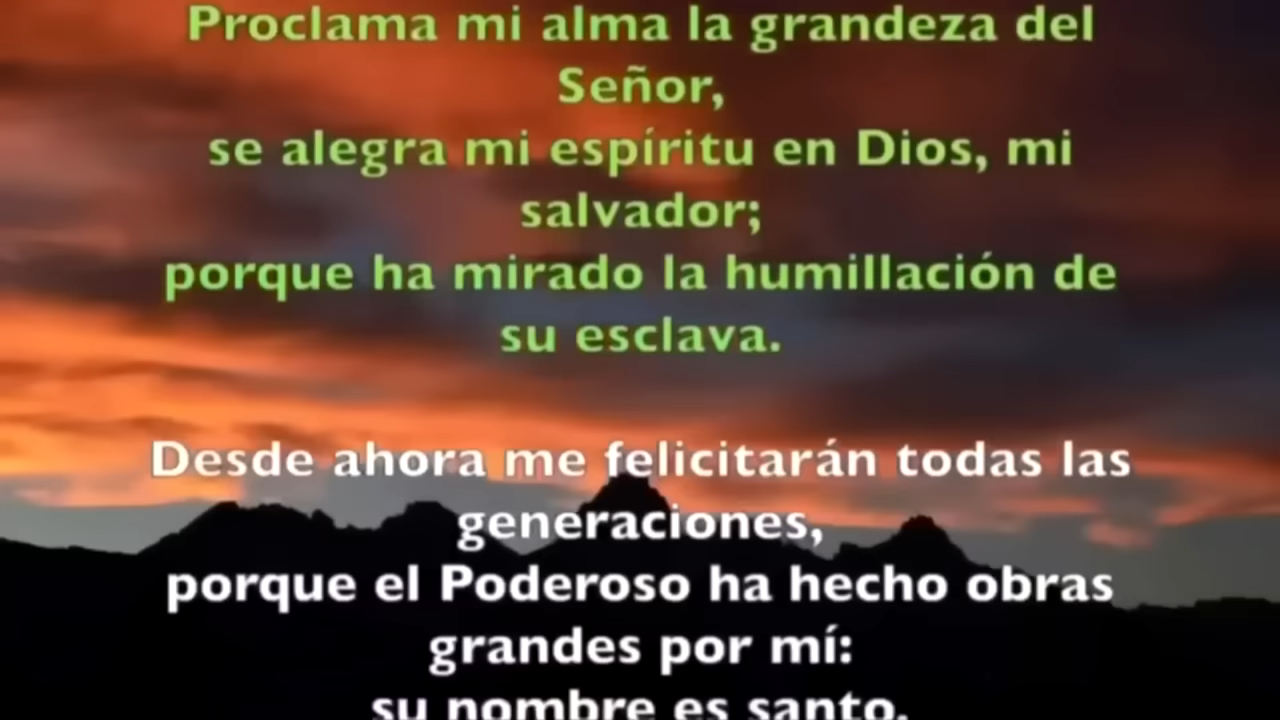 Proclama mi alma la grandeza del
Señor,
se alegra mi espíritu en Dios, mi
salvador;
porque ha mirado la humillación de
su esclava.
Desde ahora me felicitarán todas las
generaciones,
porque el Poderoso ha hecho obras
grandes por mí:
su nombre es santo.